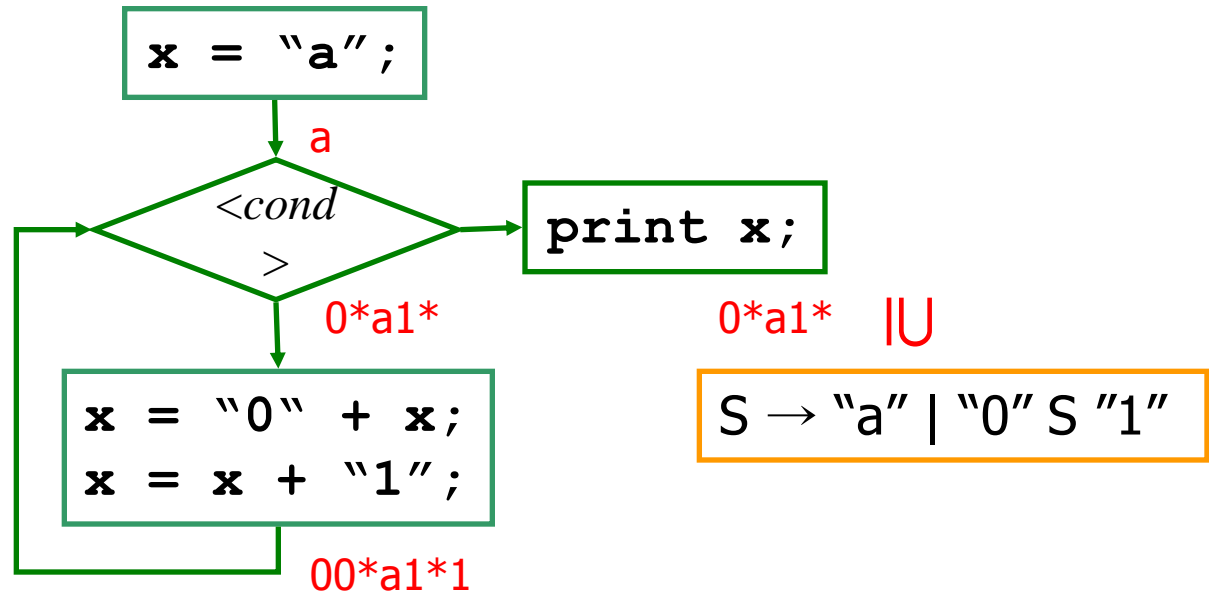 x = “a”;
a
<cond
>
print x;
0*a1*
0*a1* |∪
x = “0“ + x;
x = x + “1”;
S → “a” | “0” S ”1”
00*a1*1